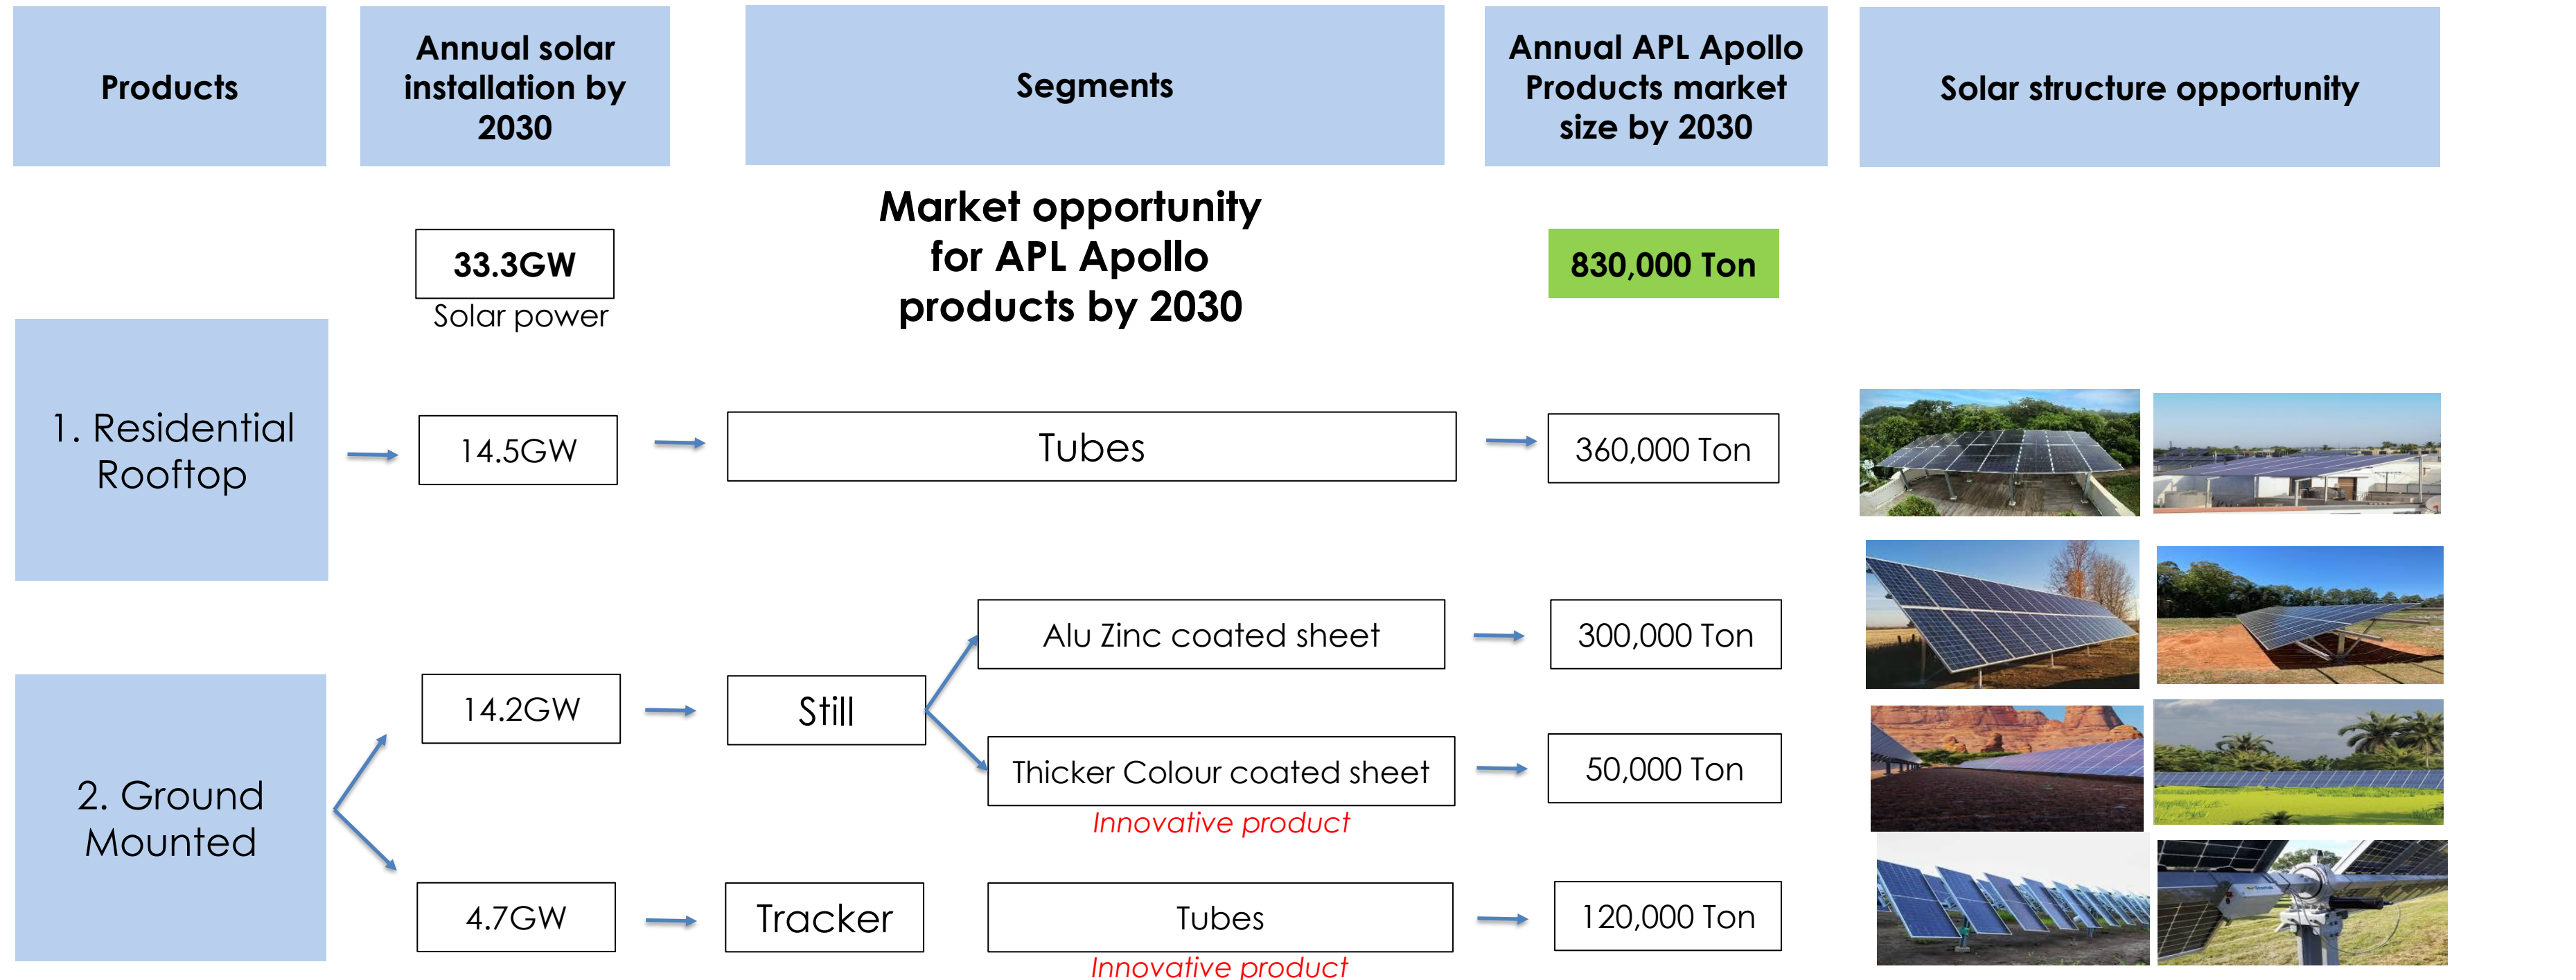 Products
Annual solar
installation by
2030
Segments
Annual APL Apollo
Products market
size by 2030
Solar structure opportunity
33.3GW
Solar power
Market opportunity
for APL Apollo
products by 2030
830,000 Ton
1. Residential
Rooftop
14.5GW
Tubes
360,000 Ton
2. Ground
Mounted
14.2GW
Still
Alu Zinc coated sheet
300,000 Ton
Thicker Colour coated sheet
Innovative product
50,000 Ton
4.7GW
Tracker
Tubes
Innovative product
120,000 Ton